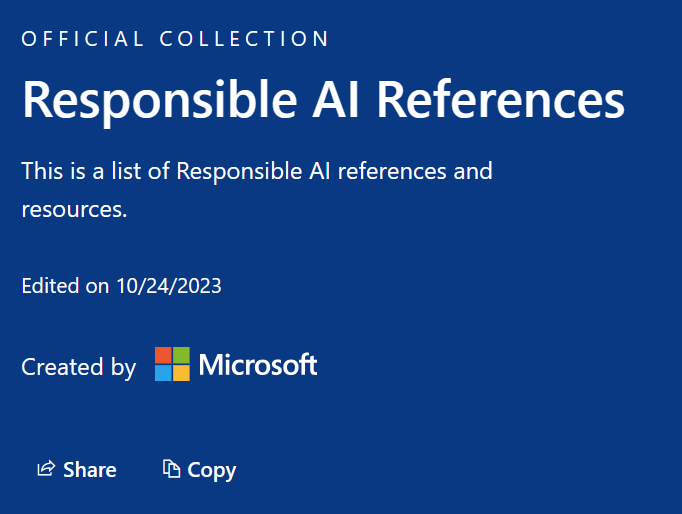 OFFICIAL COLLECTION
Responsible AI References
This is a list of Responsible AI references and
resources.
Edited on 10/24/2023
Created by Microsoft
Share Copy